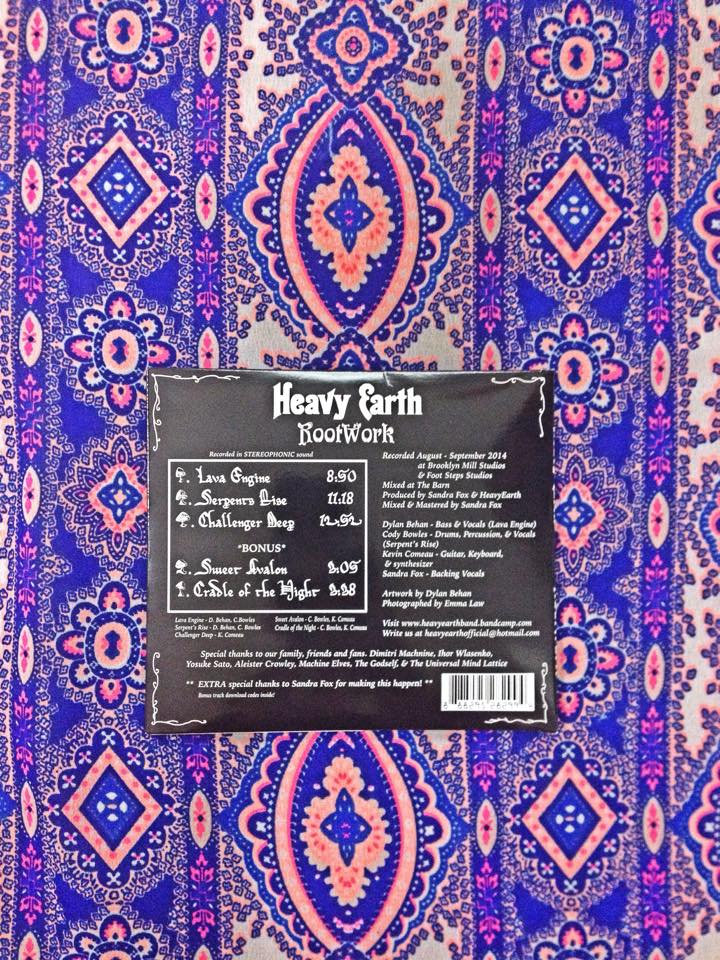 Heavy Earth
RootWork
Recorded in STEREOPHONIC sound
1. Lava Engine 8:50
2. Serpents Rise 11:18
3. Challenger Deep 12:52
*BONUS*
Sweet Avalon
1. Cradle of the Night
Lava Engine - D. Behan, C.Bowles
Serpent's Rise - D. Behan, C. Bowles
Challenger Deep - K. Comeau
Sweet Avalon - C. Bowles, K. Comeau
Cradle of the Night - C. Bowles, K. Comeau
Recorded August - September 2014
at Brooklyn Mill Studios
& Foot Steps Studios
Mixed at The Barn
Produced by Sandra Fox & HeavyEarth
Mixed & Mastered by Sandra Fox
Dylan Behan - Bass & Vocals (Lava Engine)
Cody Bowles - Drums, Percussion, & Vocals
(Serpent's Rise)
Kevin Comeau - Guitar, Keyboard,
& synthesizer
Sandra Fox - Backing Vocals
Artwork by Dylan Behan
Photographed by Emma Law
Visit www.heavyearthband.bandcamp.com
Write us at heavyearthofficial@hotmail.com
Special thanks to our family, friends and fans. Dimitri Machnine, Ihor Wlasenko,
Yosuke Sato, Aleister Crowley, Machine Elves, The Godself, & The Universal Mind Lattice
** EXTRA special thanks to Sandra Fox for making this happen! **
Bonus track download codes inside!